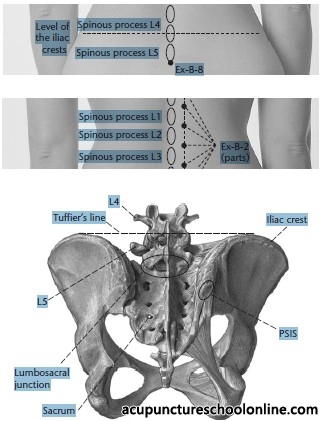 Level of
the iliac
crests
Spinous process L4
Spinous process L5
Ex-B-8
Spinous process L1
Spinous process L2
Spinous process L3
Ex-B-2
(parts)
L4
Tuffier's line
Iliac crest
L5
PSIS
Lumbosacral
junction
Sacrum
acupunctureschoolonline.com